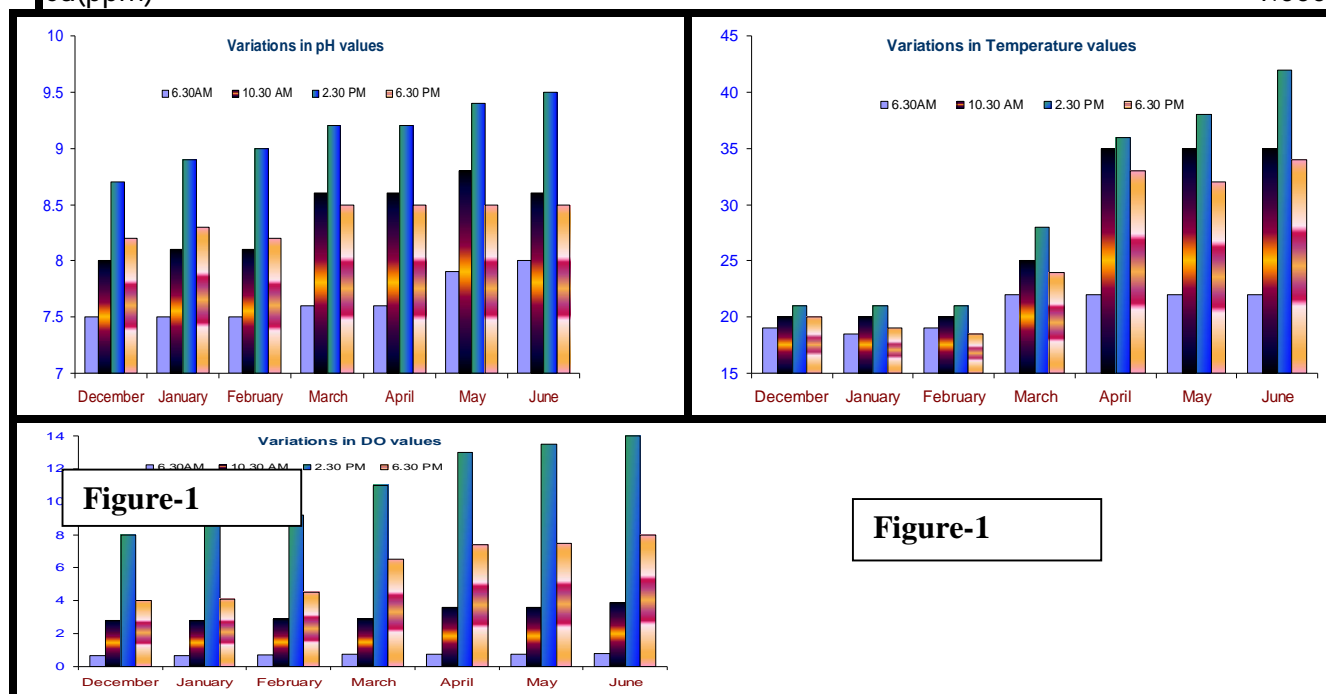 Variations in pH values
6.30AM 10.30 AM 2.30 PM 6.30 PM
10
9.5
9
8.5
8
7.5
7
December January February March April May June
Variations in Temperature values
6.30AM 10.30 AM 2.30 PM 6.30 PM
45
40
35
30
25
20
15
December January February March April May June
Variations in DO values
6.30AM 10.30 AM 2.30 PM 6.30 PM
14
12
10
8
6
4
2
0
December January February March April May June
Figure-1
Figure-1